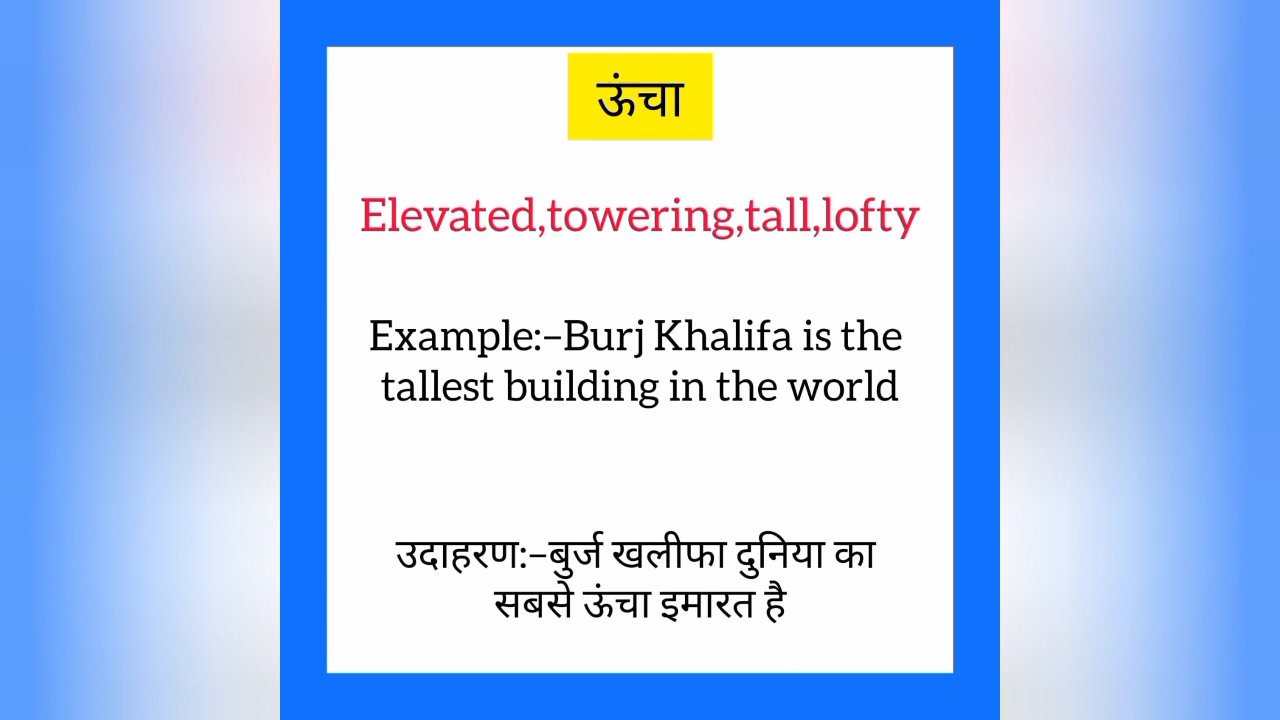 ऊंचा
Elevated,towering,tall,lofty
Example:–Burj Khalifa is the
tallest building in the world
उदाहरण:–बुर्ज खलीफा दुनिया का
सबसे ऊंचा इमारत है